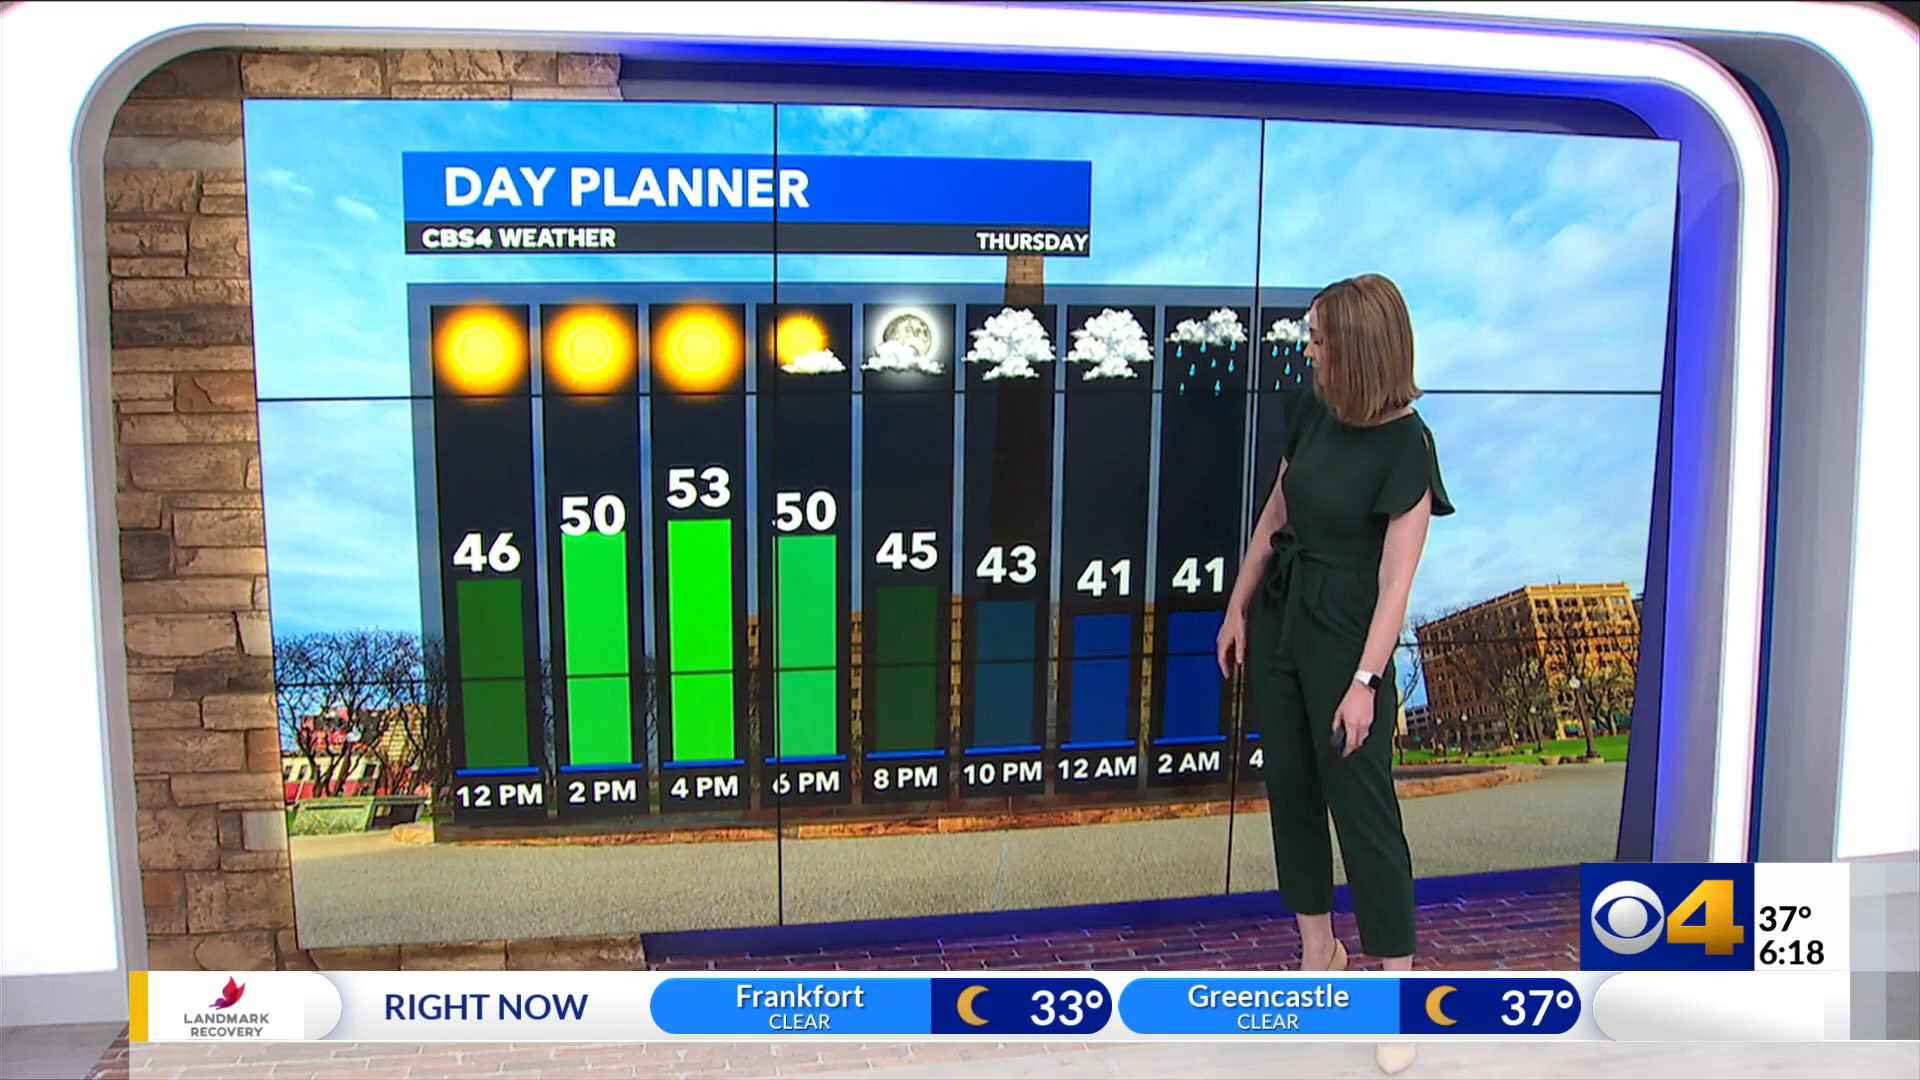 DAY PLANNER
CBS4 WEATHER
THURSDAY
46 50 53 50 45 43 41 41
12 PM 2 PM 4 PM 6 PM 8 PM 10 PM 12 AM 2 AM 4
4 37°
6:18
LANDMARK
RECOVERY
RIGHT NOW
Frankfort
CLEAR
33°
Greencastle
CLEAR
37°